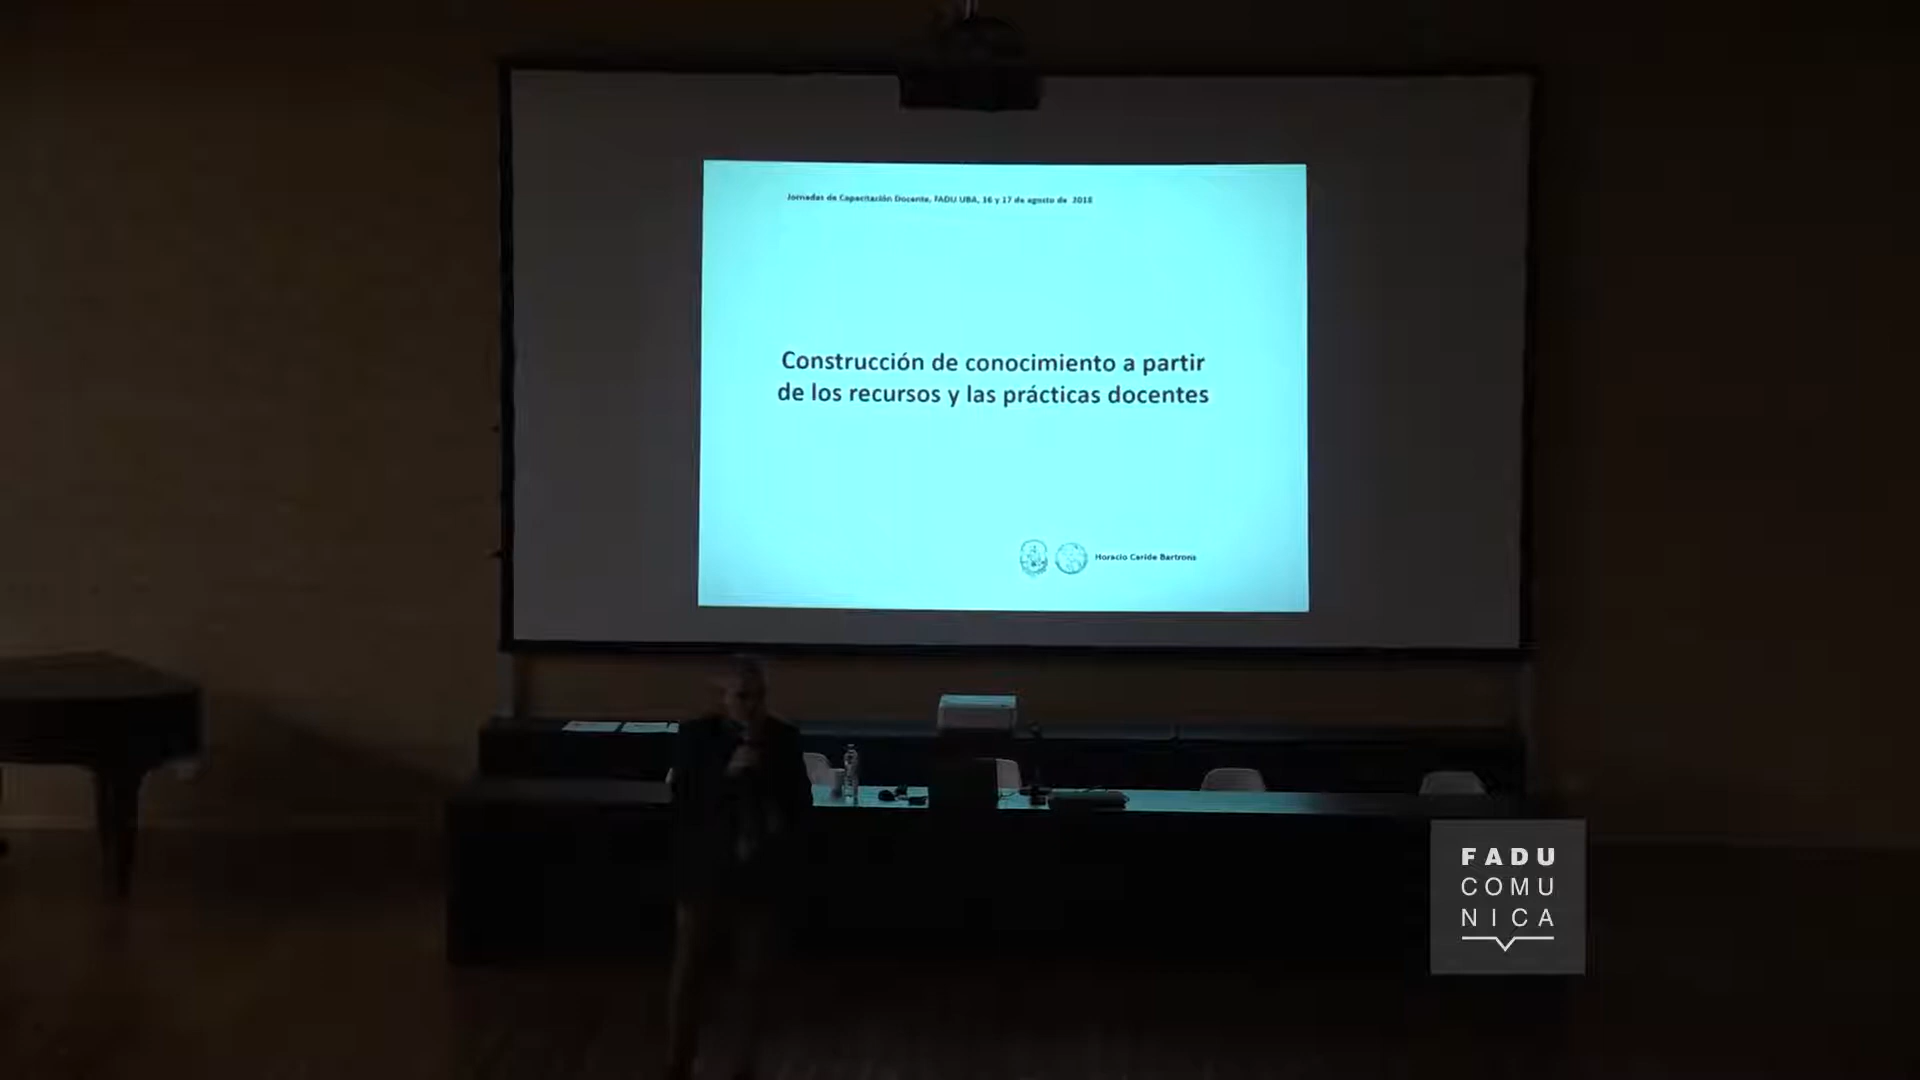 Jornadas de Capacitación Docente, FADU UBA, 16 y 17 de agosto de 2018
Construcción de conocimiento a partir
de los recursos y las prácticas docentes
Horacio Caride Bartrons
FADU
COMU
NICA